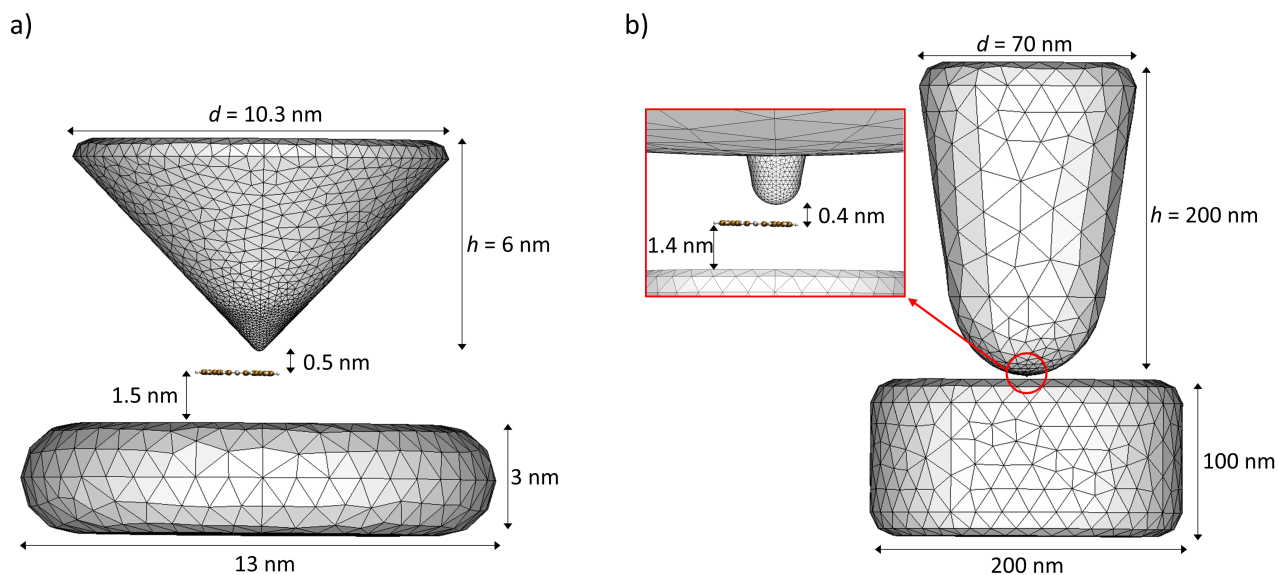 a)
d = 10.3 nm
h = 6 nm
0.5 nm
1.5 nm
3 nm
13 nm
b)
d = 70 nm
h = 200 nm
0.4 nm
1.4 nm
100 nm
200 nm